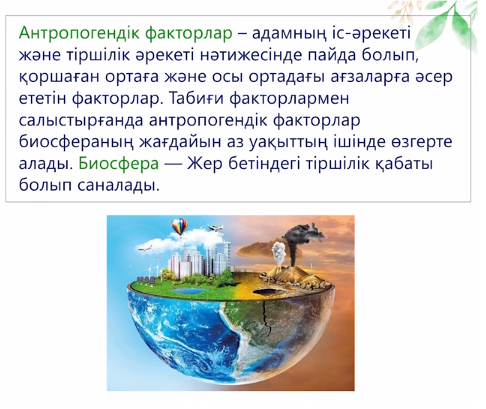 Антропогендік факторлар – адамның іс-әрекеті
және тіршілік әрекеті нәтижесінде пайда болып,
қоршаған ортаға және осы ортадағы ағзаларға әсер
ететін факторлар. Табиғи факторлармен
салыстырғанда антропогендік факторлар
биосфераның жағдайын аз уақыттың ішінде өзгерте
алады. Биосфера — Жер бетіндегі тіршілік қабаты
болып саналады.